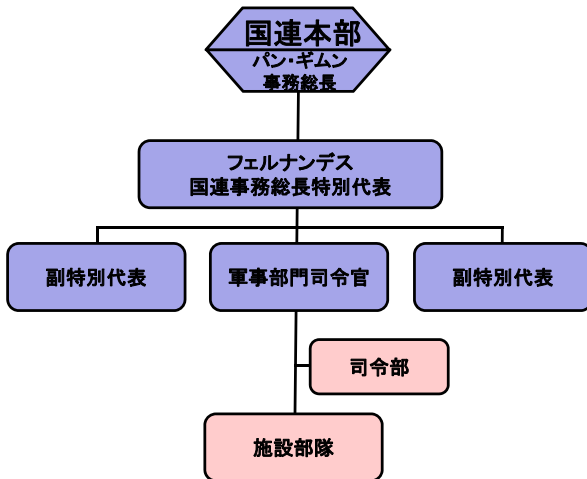 国連本部
パン・ギムン
事務総長
フェルナンデス
国連事務総長特別代表
副特別代表
軍事部門司令官
副特別代表
司令部
施設部隊